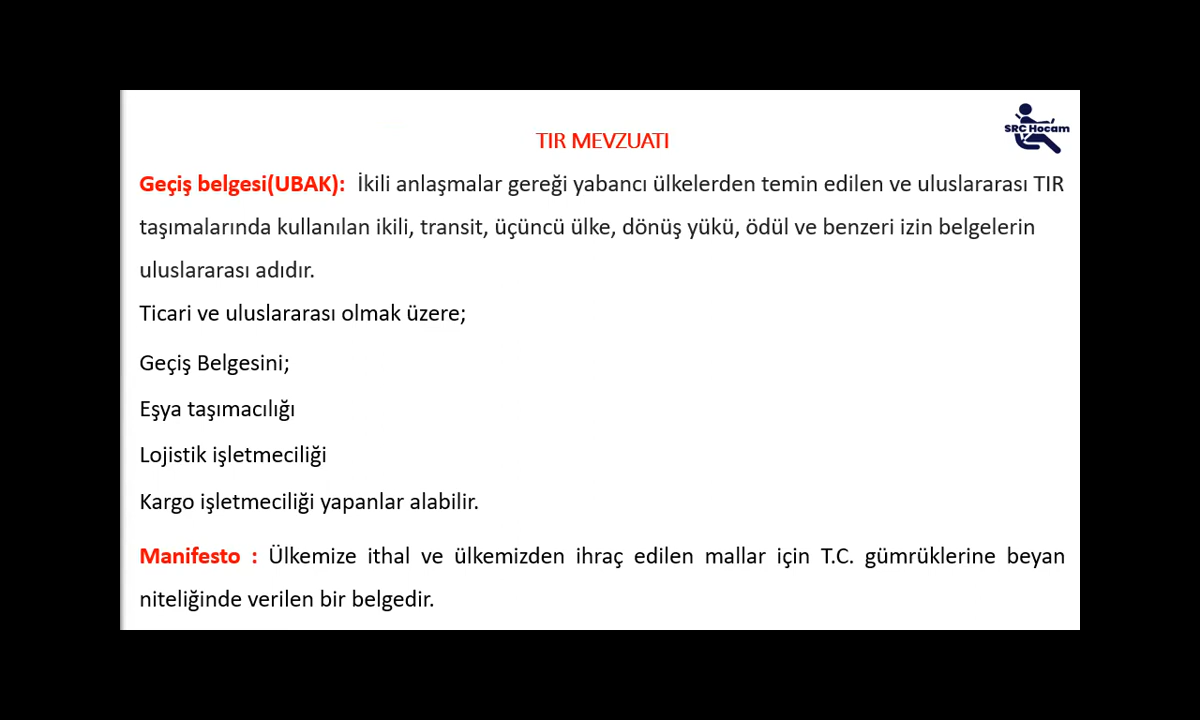 SRC Hocam
TIR MEVZUATI
Geçiş belgesi(UBAK): İkili anlaşmalar gereği yabancı ülkelerden temin edilen ve uluslararası TIR
taşımalarında kullanılan ikili, transit, üçüncü ülke, dönüş yükü, ödül ve benzeri izin belgelerin
uluslararası adıdır.
Ticari ve uluslararası olmak üzere;
Geçiş Belgesini;
Eşya taşımacılığı
Lojistik işletmeciliği
Kargo işletmeciliği yapanlar alabilir.
Manifesto : Ülkemize ithal ve ülkemizden ihraç edilen mallar için T.C. gümrüklerine beyan
niteliğinde verilen bir belgedir.